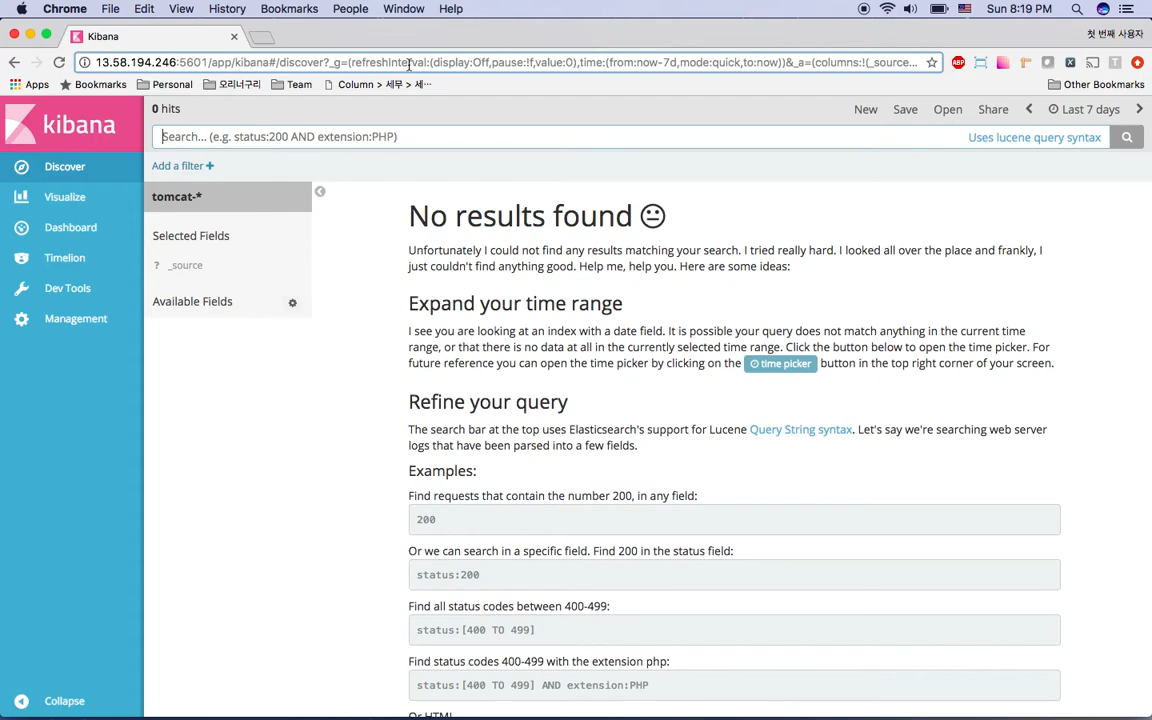 Chrome File Edit View History Bookmarks People Window Help Sun 8:19 PM
Kibana 첫 번째 사용자
13.58.194.246:5601/app/kibana#/discover?_g=(refreshInterval:(display:Off,pause:!f,value:0),time:(from:now-7d,mode:quick,to:now))&_a=(columns:!(_source...
Apps Bookmarks Personal 오리너구리 Team Column > 세무 > 세··· Other Bookmarks
kibana
0 hits New Save Open Share Last 7 days
Search... (e.g. status:200 AND extension:PHP) Uses lucene query syntax
Add a filter +
Discover
Visualize
Dashboard
Timelion
Dev Tools
Management
Collapse
tomcat-*
Selected Fields
? _source
Available Fields
No results found
Unfortunately I could not find any results matching your search. I tried really hard. I looked all over the place and frankly, I
just couldn't find anything good. Help me, help you. Here are some ideas:
Expand your time range
I see you are looking at an index with a date field. It is possible your query does not match anything in the current time
range, or that there is no data at all in the currently selected time range. Click the button below to open the time picker. For
future reference you can open the time picker by clicking on the time picker button in the top right corner of your screen.
Refine your query
The search bar at the top uses Elasticsearch's support for Lucene Query String syntax. Let's say we're searching web server
logs that have been parsed into a few fields.
Examples:
Find requests that contain the number 200, in any field:
200
Or we can search in a specific field. Find 200 in the status field:
status:200
Find all status codes between 400-499:
status:[400 TO 499]
Find status codes 400-499 with the extension php:
status:[400 TO 499] AND extension:PHP
Or HTML